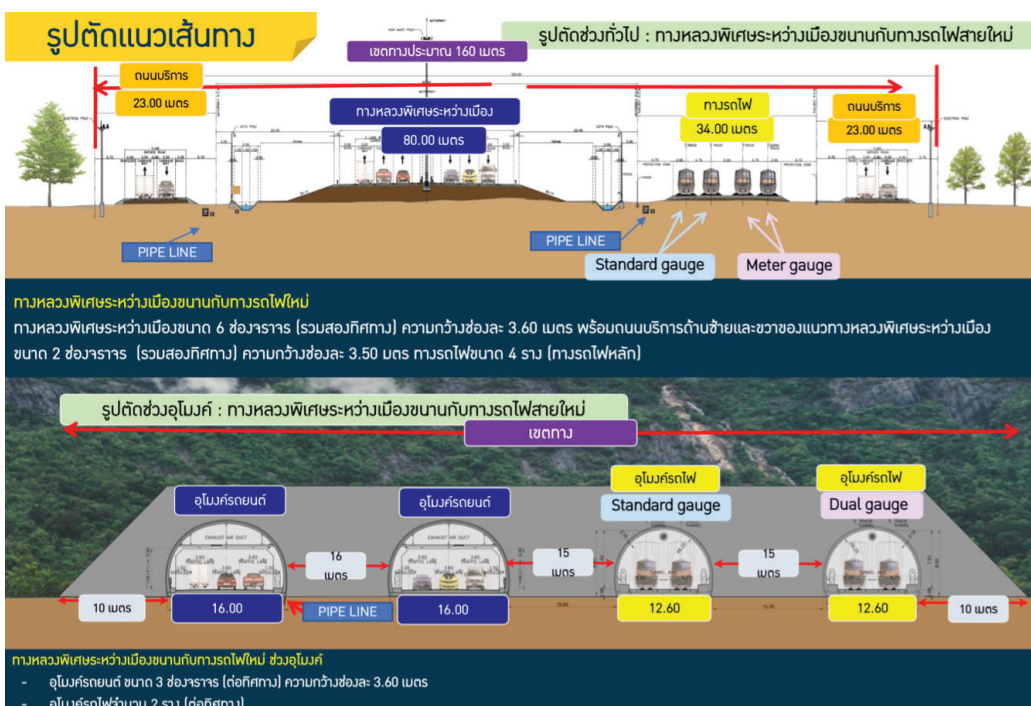 รูปตัดแนวเส้นทาง
รูปตัดช่วงทั่วไป : ทางหลวงพิเศษระหว่างเมืองขนานกับทางรถไฟสายใหม่
เขตทางประมาณ 160 เมตร
ถนนบริการ
23.00 เมตร
ทางหลวงพิเศษระหว่างเมือง
80.00 เมตร
ทางรถไฟ
34.00 เมตร
ถนนบริการ
23.00 เมตร
PIPE LINE
PIPE LINE
Standard gauge
Meter gauge
ทางหลวงพิเศษระหว่างเมืองขนานกับทางรถไฟใหม่
ทางหลวงพิเศษระหว่างเมืองขนาด 6 ช่องจราจร (รวมสองทิศทาง) ความกว้างช่องละ 3.60 เมตร พร้อมถนนบริการด้านซ้ายและขวาของแนวทางหลวงพิเศษระหว่างเมือง
ขนาด 2 ช่องจราจร (รวมสองทิศทาง) ความกว้างช่องละ 3.50 มตร ทางรถไฟขนาด 4 ราง (ทางรถไฟหลัก)
รูปตัดช่วงอุโมงค์ : ทางหลวงพิเศษระหว่างเมืองขนานกับทางรถไฟสายใหม่
เขตทาง
อุโมงค์รถยนต์
อุโมงค์รถยนต์
อุโมงค์รถไฟ
Standard gauge
อุโมงค์รถไฟ
Dual gauge
EXHAUST AIR DUCT
EXHAUST AIR DUCT
16
เมตร
15
เมตร
15
เมตร
10 เมตร
16.00
PIPE LINE
16.00
12.60
12.60
10 เมตร
ทางหลวงพิเศษระหว่างเมืองขนานกับทางรถไฟใหม่ ช่วงอุโมงค์
- อุโมงค์รถยนต์ ขนาด 3 ช่องจราจร (ต่อทิศทาง) ความกว้างช่องละ 3.60 เมตร
- อุโมงค์รถไฟจำนวน 2 ราง (ต่อทิศทาง)